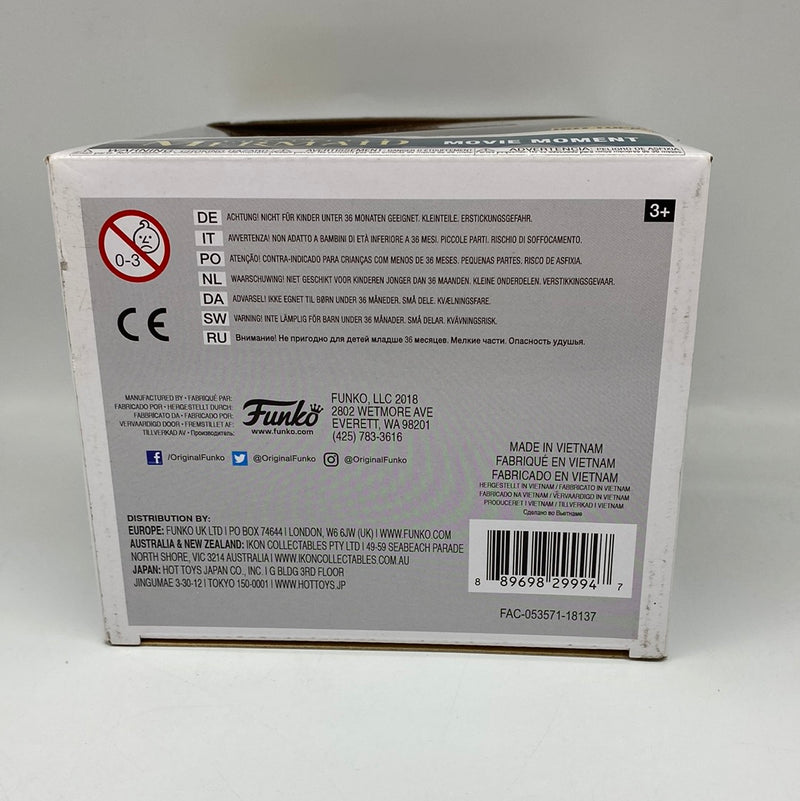 MERMAID MOVIE MOMENT
0-3
3+
DE ACHTUNG! NICHT FÜR KINDER UNTER 36 MONATEN GEEIGNET. KLEINTEILE. ERSTICKUNGSGEFAHR.
IT AVVERTENZA! NON ADATTO A BAMBINI DI ETÀ INFERIORE A 36 MESI. PICCOLE PARTI. RISCHIO DI SOFFOCAMENTO.
PO ATENÇÃO! CONTRA-INDICADO PARA CRIANÇAS COM MENOS DE 36 MESES. PEQUENAS PARTES. RISCO DE ASFIXIA.
NL WAARSCHUWING! NIET GESCHIKT VOOR KINDEREN JONGER DAN 36 MAANDEN. KLEINE ONDERDELEN. VERSTIKKINGSGEVAAR.
DA ADVARSEL! IKKE EGNET TIL BØRN UNDER 36 MÅNEDER. SMÅ DELE. KVÆLNINGSFARE.
SW VARNING! INTE LÄMPLIG FÖR BARN UNDER 36 MÅNADER. SMÅ DELAR. KVÄVNINGSRISK.
RU Внимание! Не пригодно для детей младше 36 месяцев. Мелкие части. Опасность удушья.
CE
MANUFACTURED BY • FABRIQUÉ PAR:
FABRICADO POR • HERGESTELLT DURCH:
FABBRICATO DA • FABRICADO POR:
VERVAARDIGD DOOR • FREMSTILLET AF:
TILLVERKAD AV • Производитель:
Funko
www.funko.com
FUNKO, LLC 2018
2802 WETMORE AVE
EVERETT, WA 98201
(425) 783-3616
/OriginalFunko @OriginalFunko @OriginalFunko
MADE IN VIETNAM
FABRIQUÉ EN VIETNAM
FABRICADO EN VIETNAM
HERGESTELLT IN VIETNAM / FABBRICATO IN VIETNAM
FABRICADO NA VIETNAM / VERVAARDIGD IN VIETNAM
PRODUCERET I VIETNAM / TILLVERKAD I VIETNAM
Сделано во Вьетнаме
DISTRIBUTION BY:
EUROPE: FUNKO UK LTD | PO BOX 74644 | LONDON, W6 6JW (UK) | WWW.FUNKO.COM
AUSTRALIA & NEW ZEALAND: IKON COLLECTABLES PTY LTD | 49-59 SEABEACH PARADE
NORTH SHORE, VIC 3214 AUSTRALIA | WWW.IKONCOLLECTABLES.COM.AU
JAPAN: HOT TOYS JAPAN CO., INC. | G BLDG 3RD FLOOR
JINGUMAE 3-30-12 | TOKYO 150-0001 | WWW.HOTTOYS.JP
8 89698 29994 7
FAC-053571-18137